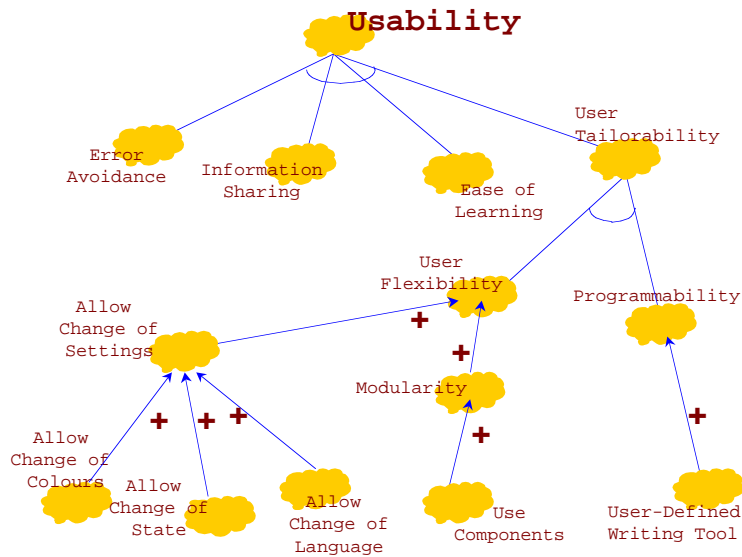 Usability
User
Tailorability
Error
Avoidance
Information
Sharing
Ease of
Learning
User
Flexibility
Programmability
Allow
Change of
Settings
+
+
Modularity
+
+
+
+
+
Allow
Change of
Colours
Allow
Change of
State
Allow
Change of
Language
Use
Components
User-Defined
Writing Tool